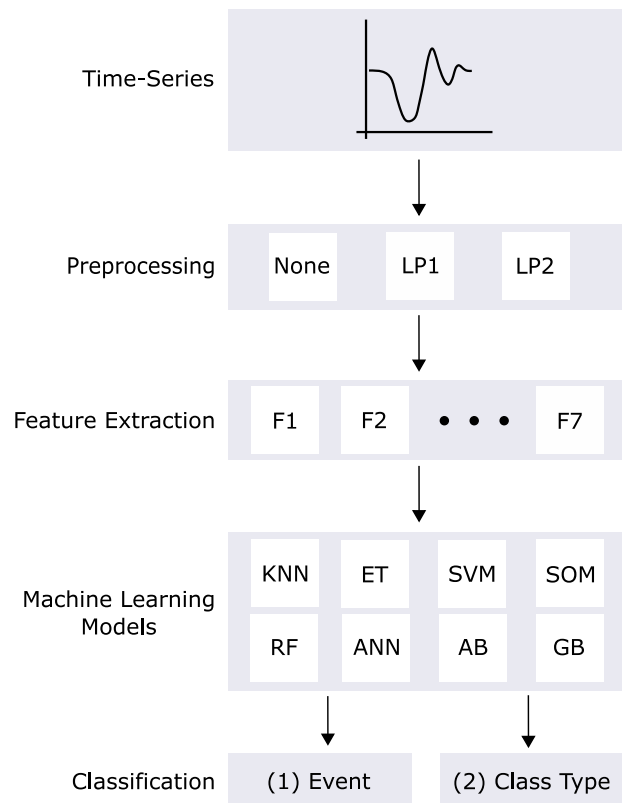 Time-Series
Preprocessing
None
LP1
LP2
Feature Extraction
F1
F2
• • •
F7
Machine Learning
Models
KNN
ET
SVM
SOM
RF
ANN
AB
GB
Classification
(1) Event
(2) Class Type